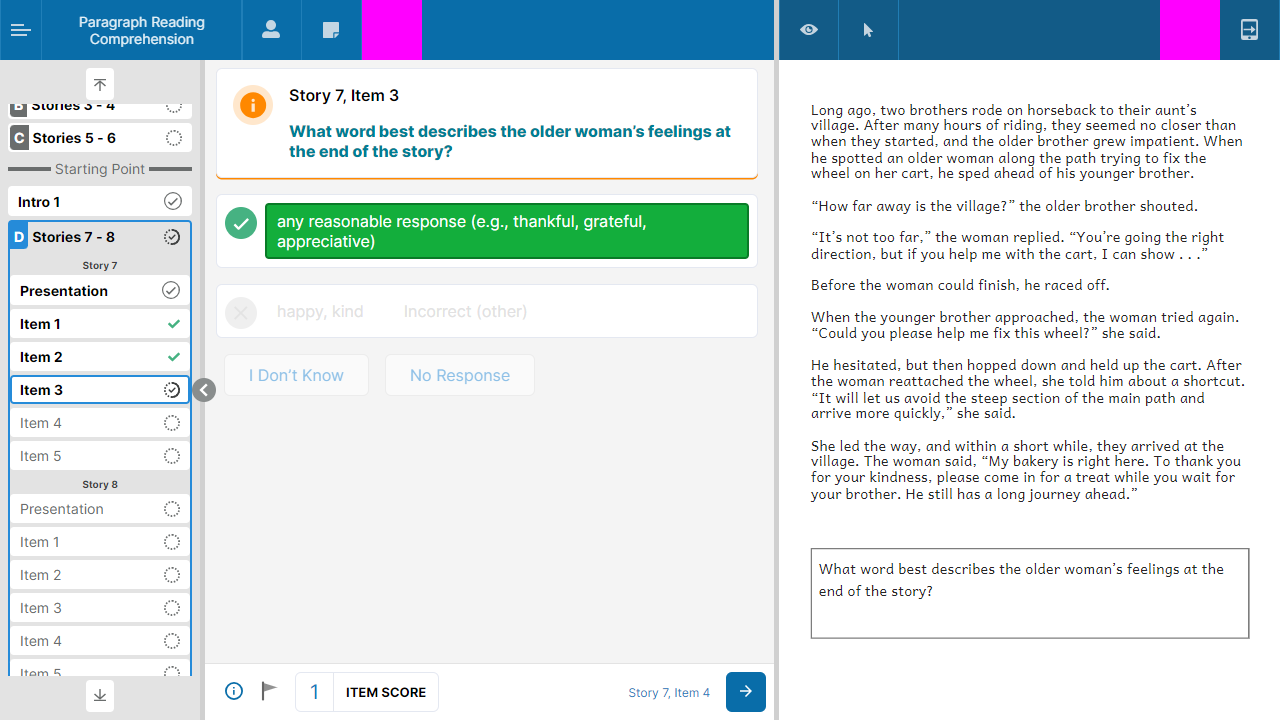 Paragraph Reading
Comprehension
B Stories 3 - 4
C Stories 5 - 6
Starting Point
Intro 1
D Stories 7 - 8
Story 7
Presentation
Item 1
Item 2
Item 3
Item 4
Item 5
Story 8
Presentation
Item 1
Item 2
Item 3
Item 4
Item 5
Story 7, Item 3
What word best describes the older woman’s feelings at
the end of the story?
any reasonable response (e.g., thankful, grateful,
appreciative)
happy, kind Incorrect (other)
I Don’t Know No Response
1 ITEM SCORE
Story 7, Item 4
Long ago, two brothers rode on horseback to their aunt’s
village. After many hours of riding, they seemed no closer than
when they started, and the older brother grew impatient. When
he spotted an older woman along the path trying to fix the
wheel on her cart, he sped ahead of his younger brother.
“How far away is the village?” the older brother shouted.
“It’s not too far,” the woman replied. “You’re going the right
direction, but if you help me with the cart, I can show . . .”
Before the woman could finish, he raced off.
When the younger brother approached, the woman tried again.
“Could you please help me fix this wheel?” she said.
He hesitated, but then hopped down and held up the cart. After
the woman reattached the wheel, she told him about a shortcut.
“It will let us avoid the steep section of the main path and
arrive more quickly,” she said.
She led the way, and within a short while, they arrived at the
village. The woman said, “My bakery is right here. To thank you
for your kindness, please come in for a treat while you wait for
your brother. He still has a long journey ahead.”
What word best describes the older woman’s feelings at the
end of the story?